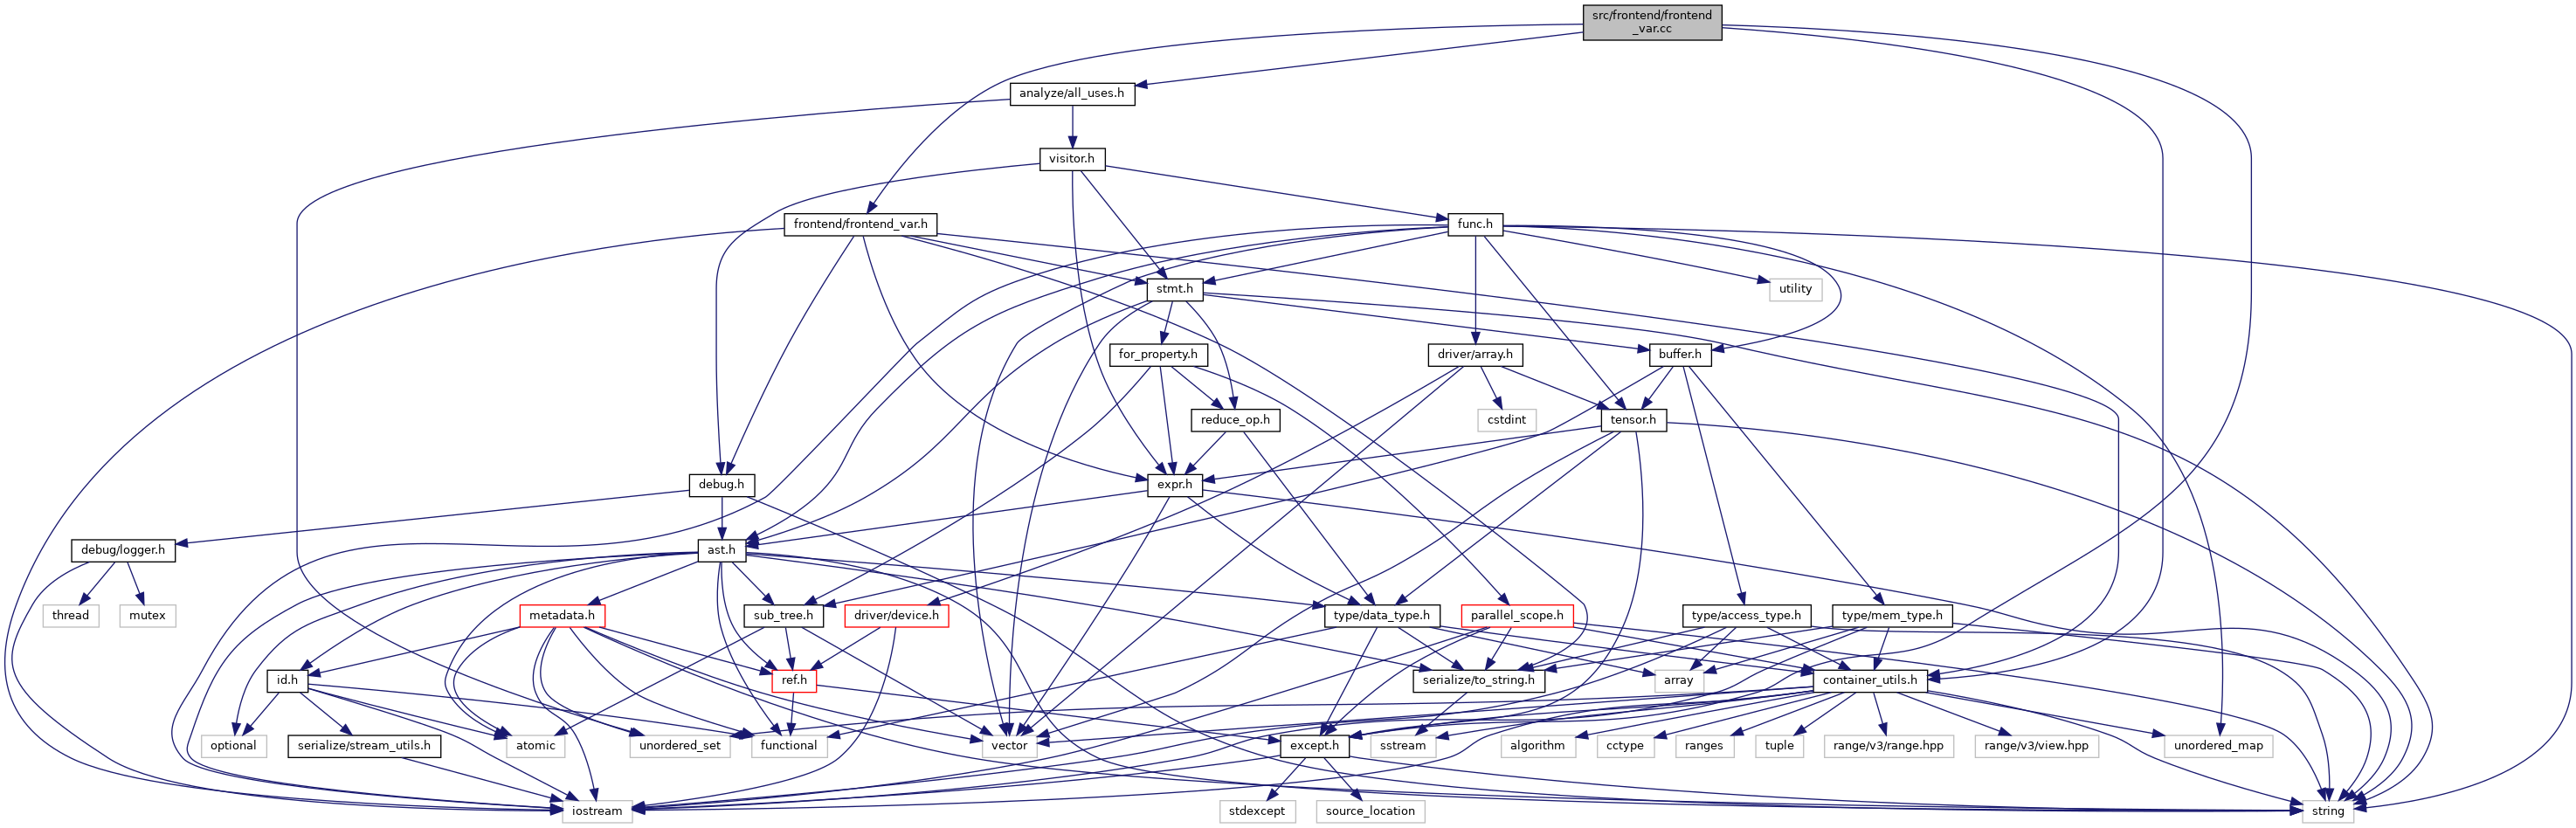 src/frontend/frontend
_var.cc
analyze/all_uses.h
visitor.h
frontend/frontend_var.h
func.h
stmt.h
utility
for_property.h
driver/array.h
buffer.h
reduce_op.h
cstdint
tensor.h
debug.h
expr.h
debug/logger.h
ast.h
thread
mutex
metadata.h
sub_tree.h
driver/device.h
type/data_type.h
parallel_scope.h
type/access_type.h
type/mem_type.h
id.h
ref.h
serialize/to_string.h
array
container_utils.h
optional
serialize/stream_utils.h
atomic
unordered_set
functional
vector
except.h
sstream
algorithm
cctype
ranges
tuple
range/v3/range.hpp
range/v3/view.hpp
unordered_map
iostream
stdexcept
source_location
string